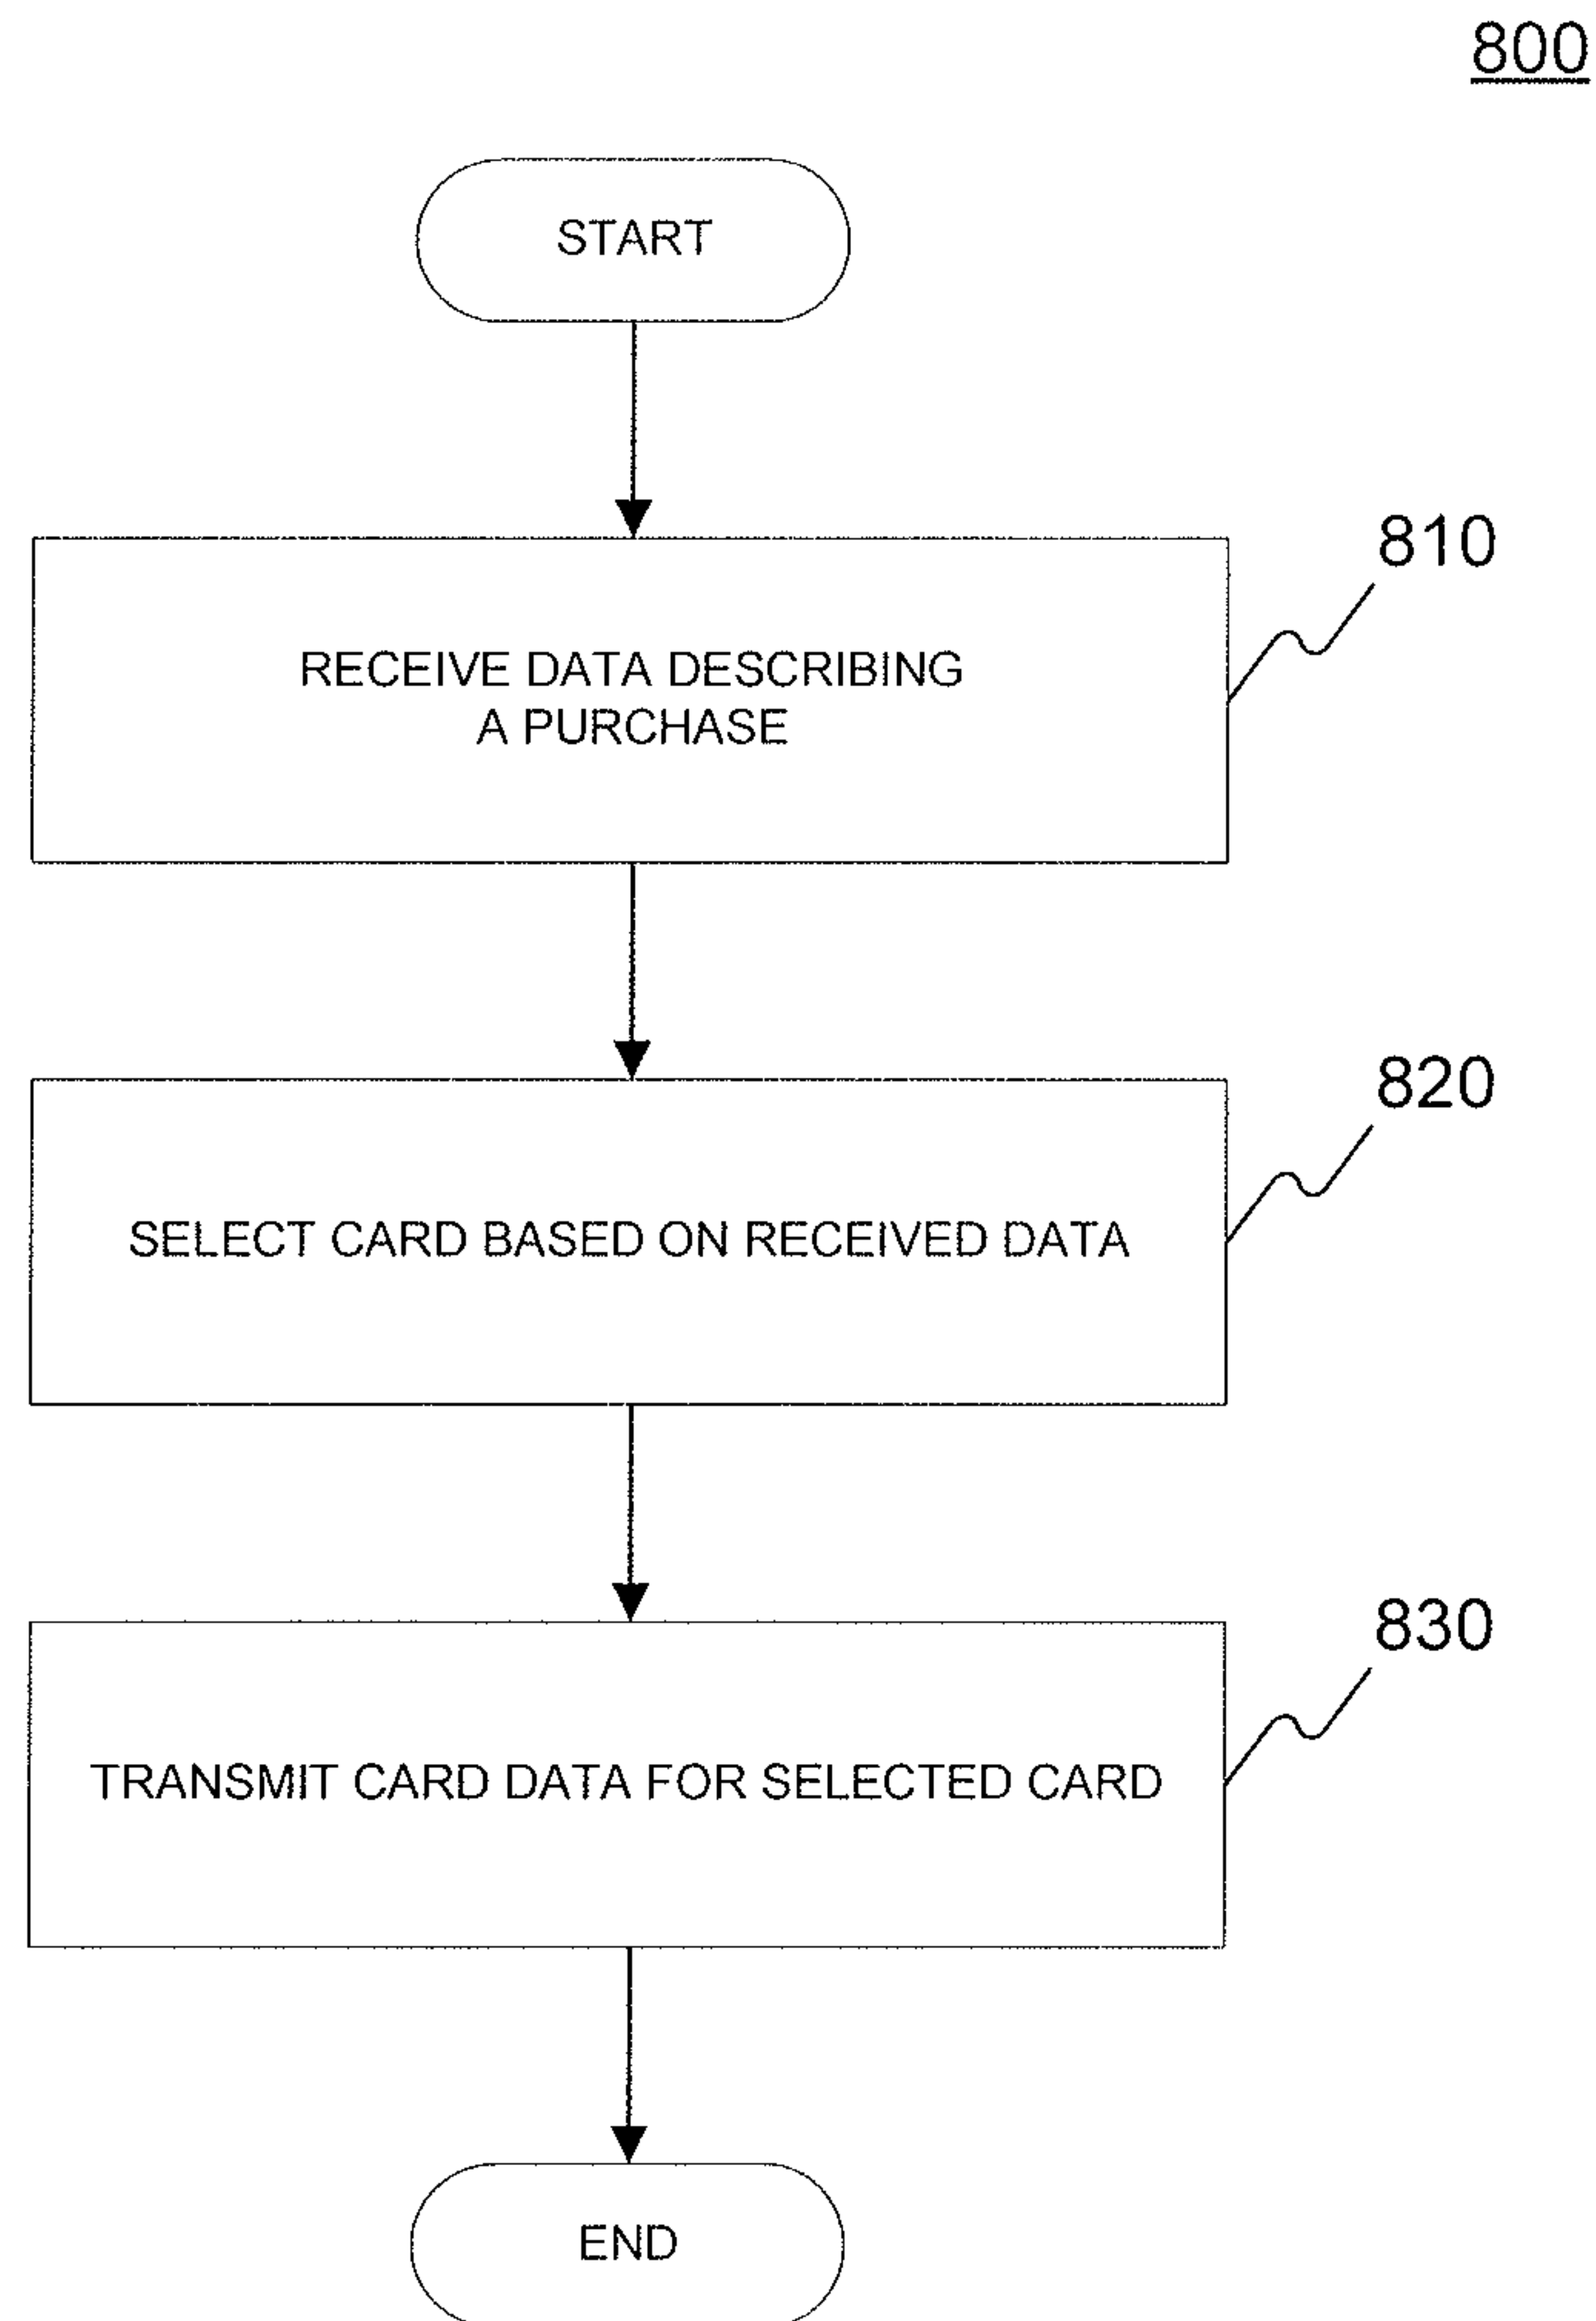 800
START
810
RECEIVE DATA DESCRIBING
A PURCHASE
820
SELECT CARD BASED ON RECEIVED DATA
830
TRANSMIT CARD DATA FOR SELECTED CARD
END